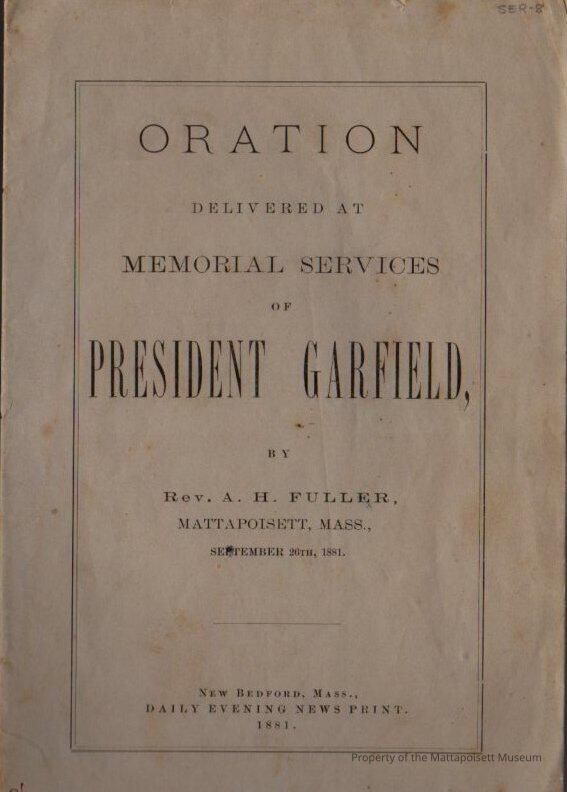 SER-8
ORATION
DELIVERED AT
MEMORIAL SERVICES
OF
PRESIDENT GARFIELD,
BY
Rev. A. H. FULLER,
MATTAPOISETT, MASS.,
SEPTEMBER 26TH, 1881.
New Bedford, Mass.,
DAILY EVENING NEWS PRINT.
1881.
Property of the Mattapoisett Museum